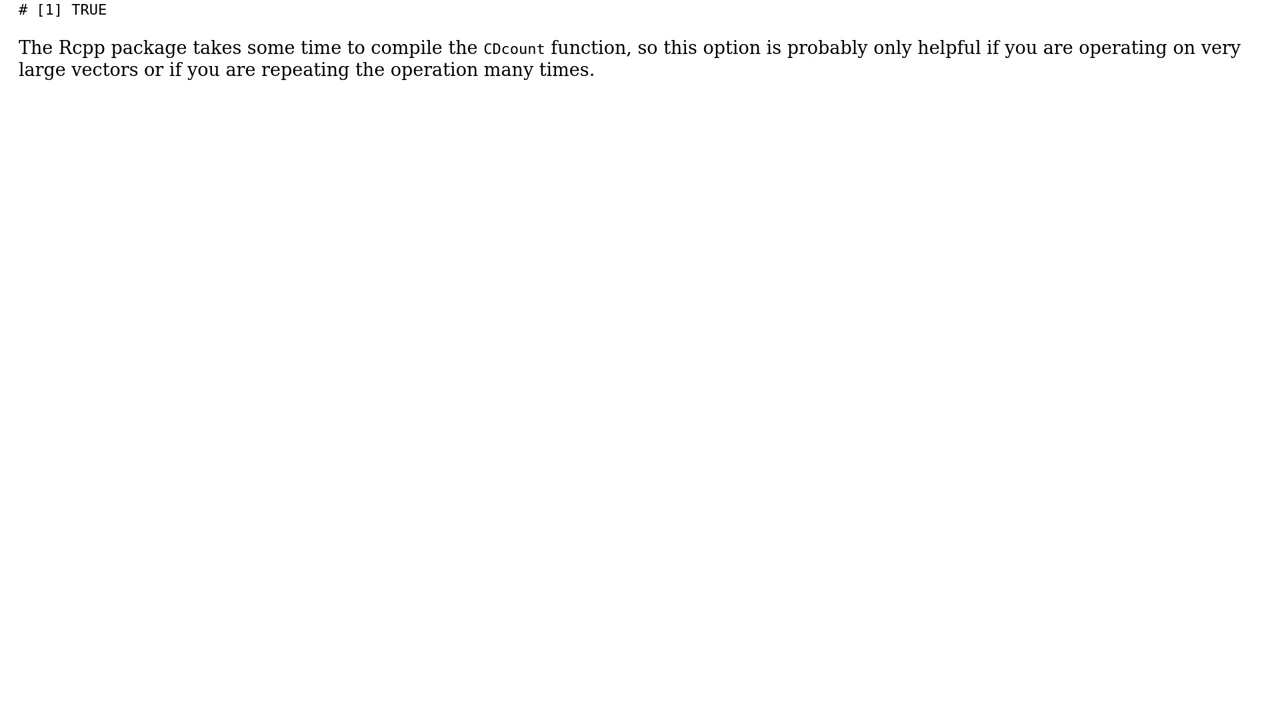 # [1] TRUE
The Rcpp package takes some time to compile the CDcount function, so this option is probably only helpful if you are operating on very
large vectors or if you are repeating the operation many times.